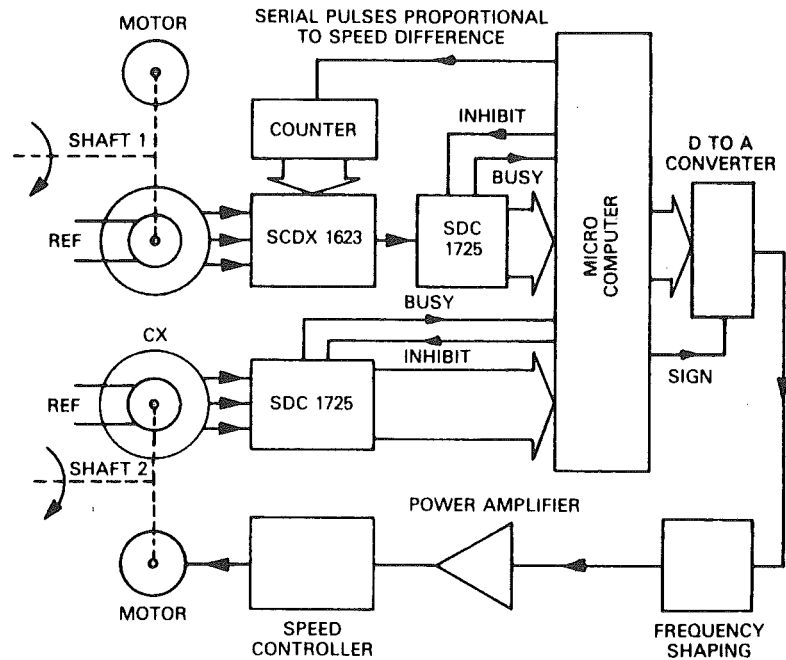 SERIAL PULSES PROPORTIONAL
TO SPEED DIFFERENCE
MOTOR
COUNTER
INHIBIT
BUSY
D TO A
CONVERTER
SHAFT 1
REF
SCDX 1623
SDC
1725
MICRO
COMPUTER
BUSY
INHIBIT
CX
REF
SDC 1725
SIGN
SHAFT 2
POWER AMPLIFIER
MOTOR
SPEED
CONTROLLER
FREQUENCY
SHAPING